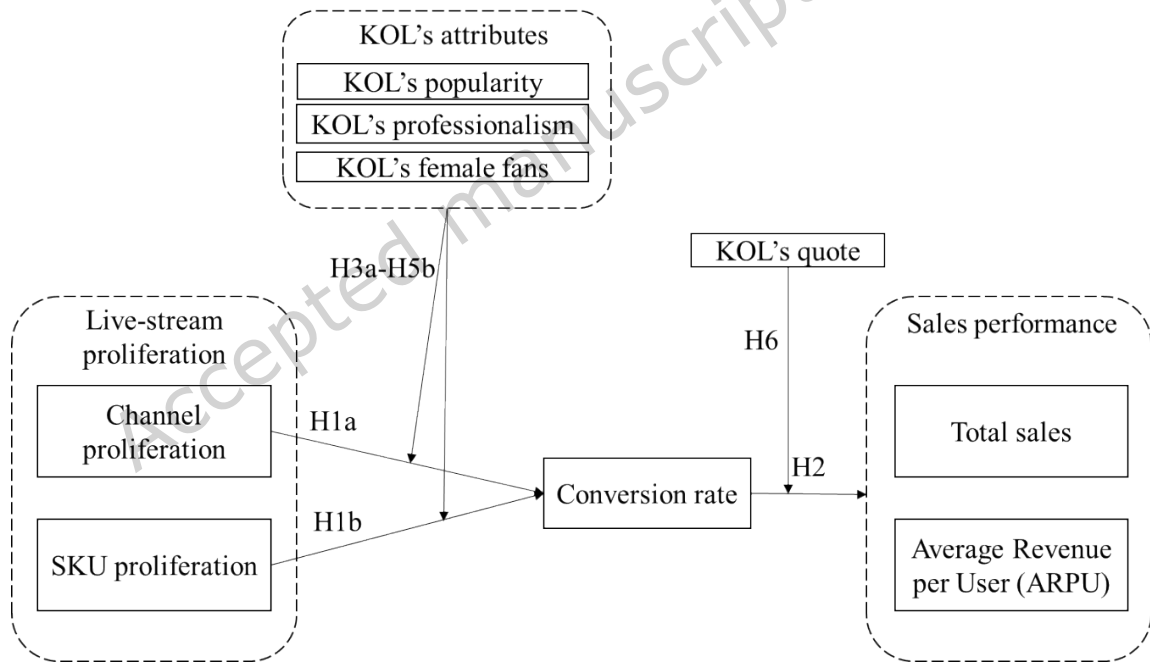 KOL's attributes
KOL's popularity
KOL's professionalism
KOL's female fans
H3a-H5b
KOL's quote
H6
Live-stream
proliferation
Channel
proliferation
SKU proliferation
H1a
H1b
Conversion rate
H2
Sales performance
Total sales
Average Revenue
per User (ARPU)
Accepted manuscript